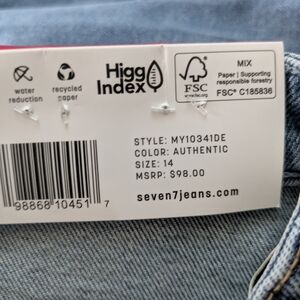 water
reduction
recycled
paper
Higg
Index
FSC
www.fsc.org
MIX
Paper | Supporting
responsible forestry
FSC® C185836
STYLE: MY10341DE
COLOR: AUTHENTIC
SIZE: 14
MSRP: $98.00
98868 10451 7
seven7jeans.com